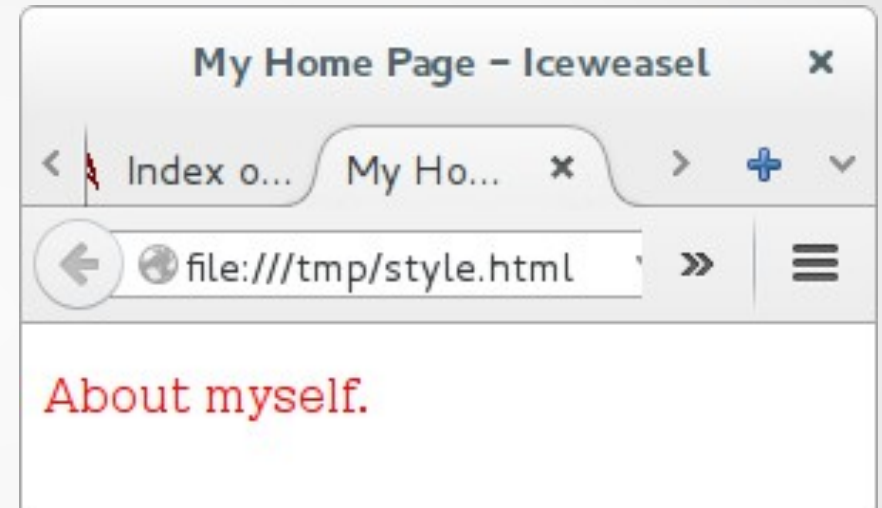 My Home Page – Iceweasel
Index o... My Ho...
file:///tmp/style.html
About myself.